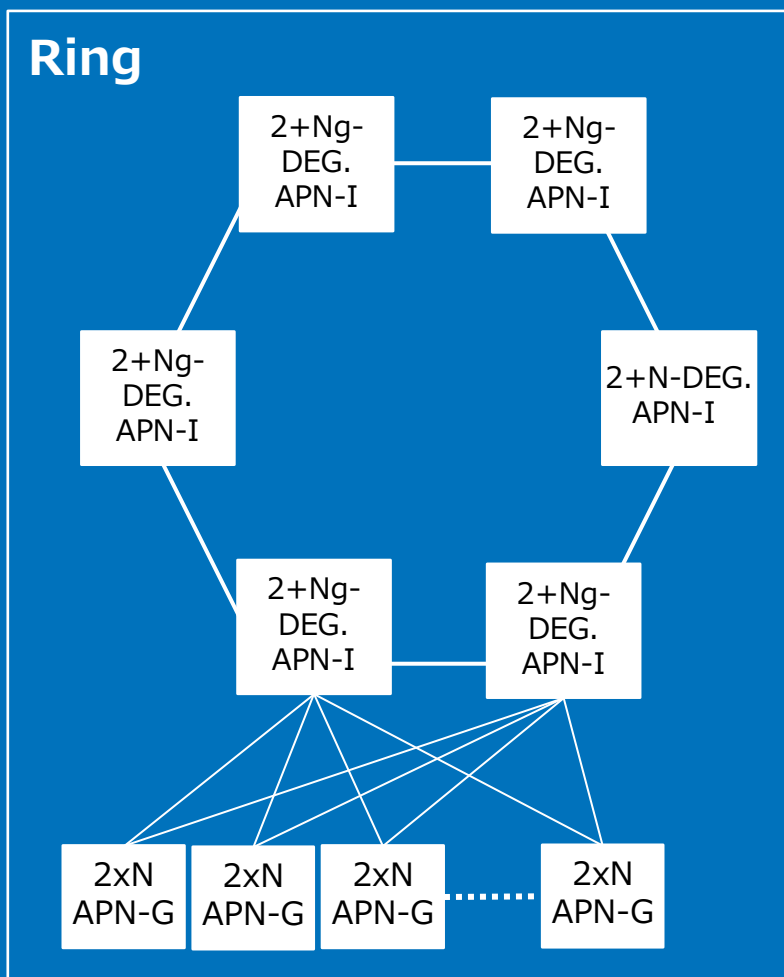 Ring
2+Ng-
DEG.
APN-I
2+Ng-
DEG.
APN-I
2+Ng-
DEG.
APN-I
2+N-DEG.
APN-I
2+Ng-
DEG.
APN-I
2+Ng-
DEG.
APN-I
2xN
APN-G
2xN
APN-G
2xN
APN-G
2xN
APN-G